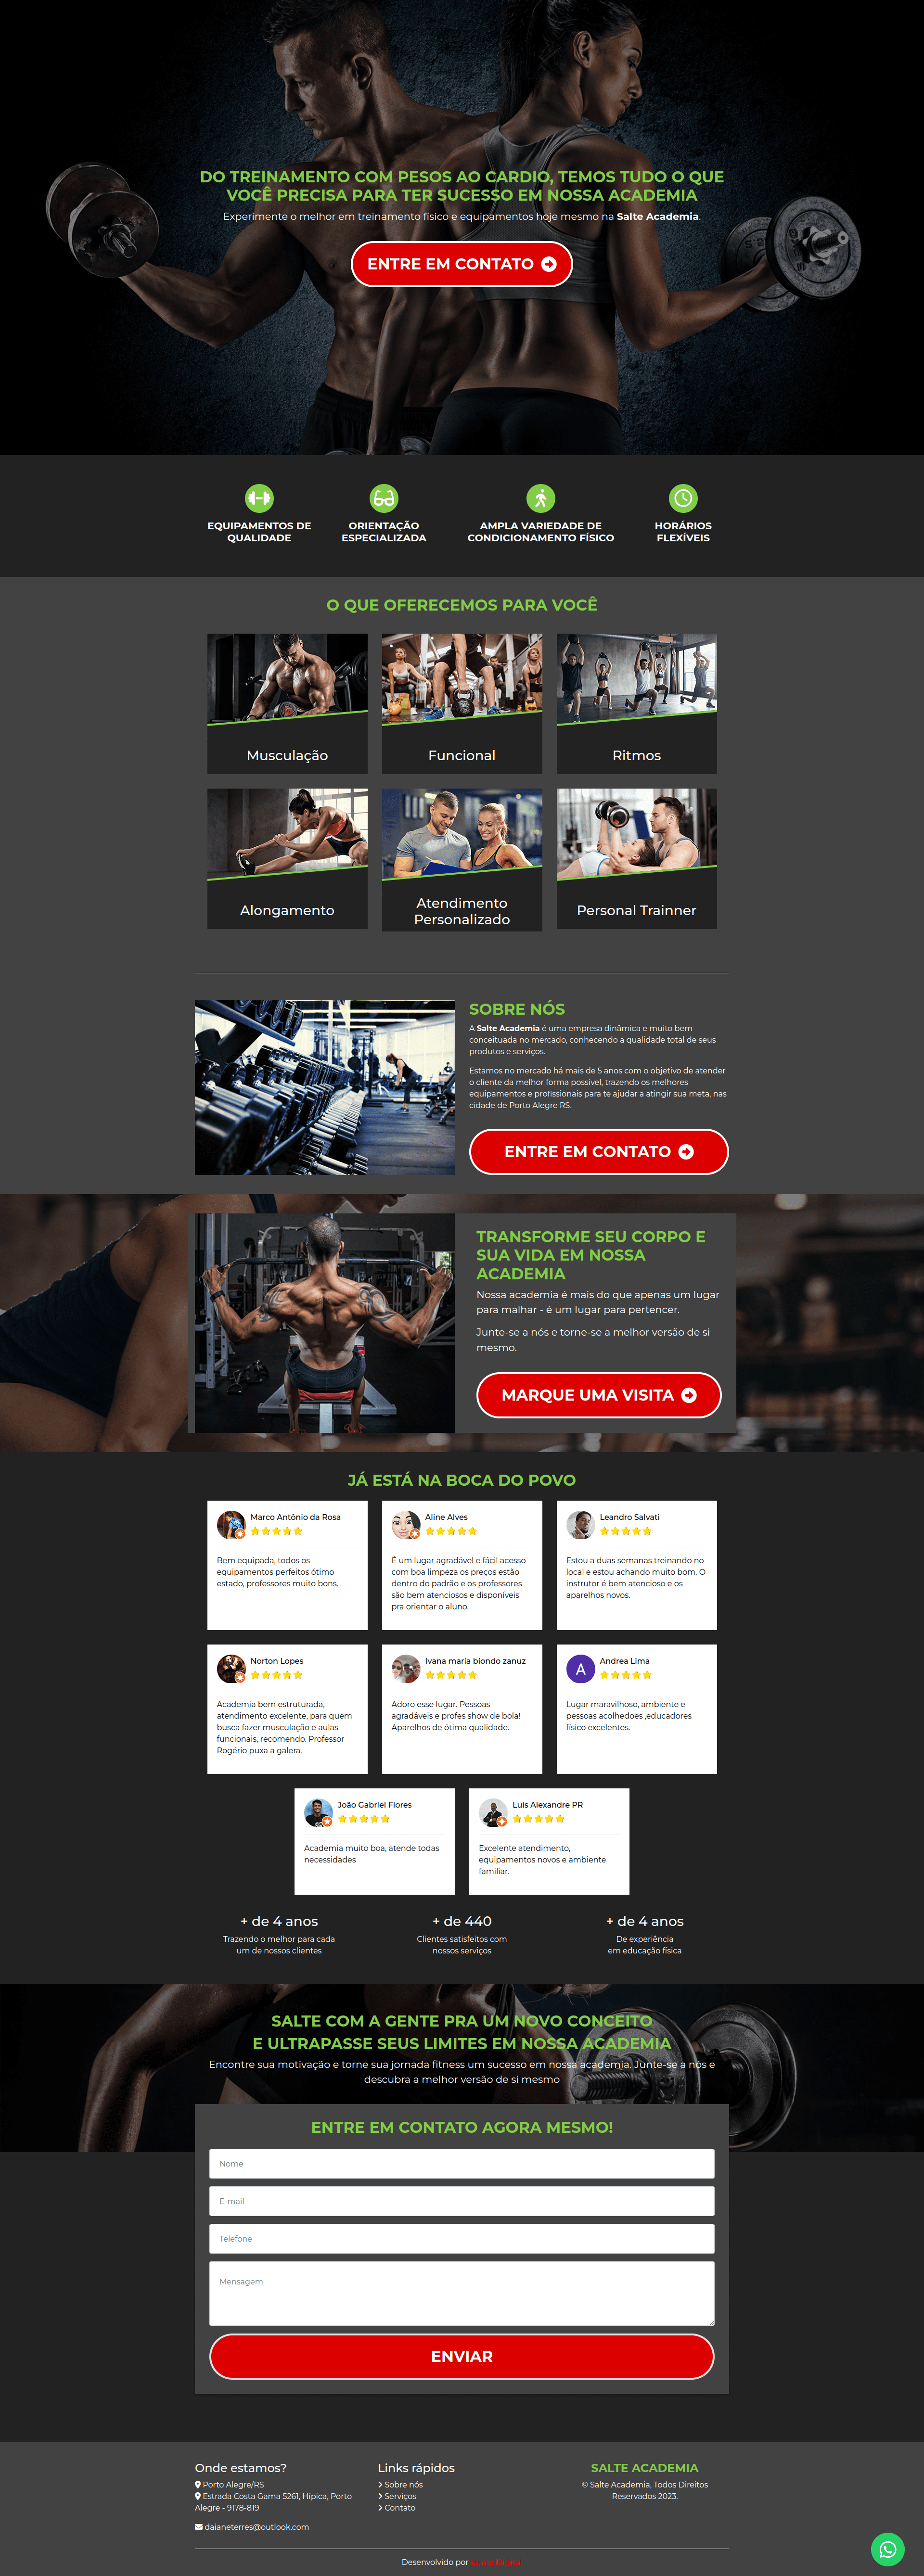 DO TREINAMENTO COM PESOS AO CARDIO, TEMOS TUDO O QUE
VOCÊ PRECISA PARA TER SUCESSO EM NOSSA ACADEMIA
Experimente o melhor em treinamento físico e equipamentos hoje mesmo na Salte Academia.
ENTRE EM CONTATO
EQUIPAMENTOS DE
QUALIDADE
ORIENTAÇÃO
ESPECIALIZADA
AMPLA VARIEDADE DE
CONDICIONAMENTO FÍSICO
HORÁRIOS
FLEXÍVEIS
O QUE OFERECEMOS PARA VOCÊ
Musculação
Funcional
Ritmos
Alongamento
Atendimento
Personalizado
Personal Trainner
SOBRE NÓS
A Salte Academia é uma empresa dinâmica e muito bem
conceituada no mercado, conhecendo a qualidade total de seus
produtos e serviços.
Estamos no mercado há mais de 5 anos com o objetivo de atender
o cliente da melhor forma possível, trazendo os melhores
equipamentos e profissionais para te ajudar a atingir sua meta, nas
cidade de Porto Alegre RS.
ENTRE EM CONTATO
TRANSFORME SEU CORPO E
SUA VIDA EM NOSSA
ACADEMIA
Nossa academia é mais do que apenas um lugar
para malhar - é um lugar para pertencer.
Junte-se a nós e torne-se a melhor versão de si
mesmo.
MARQUE UMA VISITA
JÁ ESTÁ NA BOCA DO POVO
Marco Antônio da Rosa
Bem equipada, todos os
equipamentos perfeitos ótimo
estado, professores muito bons.
Aline Alves
É um lugar agradável e fácil acesso
com boa limpeza os preços estão
dentro do padrão e os professores
são bem atenciosos e disponíveis
pra orientar o aluno.
Leandro Salvati
Estou a duas semanas treinando no
local e estou achando muito bom. O
instrutor é bem atencioso e os
aparelhos novos.
Norton Lopes
Academia bem estruturada,
atendimento excelente, para quem
busca fazer musculação e aulas
funcionais, recomendo. Professor
Rogério puxa a galera.
Ivana maria biondo zanuz
Adoro esse lugar. Pessoas
agradáveis e profes show de bola!
Aparelhos de ótima qualidade.
A
Andrea Lima
Lugar maravilhoso, ambiente e
pessoas acolhedoes ,educadores
físico excelentes.
João Gabriel Flores
Academia muito boa, atende todas
necessidades
Luís Alexandre PR
Excelente atendimento,
equipamentos novos e ambiente
familiar.
+ de 4 anos
Trazendo o melhor para cada
um de nossos clientes
+ de 440
Clientes satisfeitos com
nossos serviços
+ de 4 anos
De experiência
em educação física
SALTE COM A GENTE PRA UM NOVO CONCEITO
E ULTRAPASSE SEUS LIMITES EM NOSSA ACADEMIA
Encontre sua motivação e torne sua jornada fitness um sucesso em nossa academia. Junte-se a nós e
descubra a melhor versão de si mesmo
ENTRE EM CONTATO AGORA MESMO!
Nome
E-mail
Telefone
Mensagem
ENVIAR
Onde estamos?
Porto Alegre/RS
Estrada Costa Gama 5261, Hípica, Porto
Alegre - 9178-819
daianeterres@outlook.com
Links rápidos
Sobre nós
Serviços
Contato
SALTE ACADEMIA
© Salte Academia, Todos Direitos
Reservados 2023.
Desenvolvido por